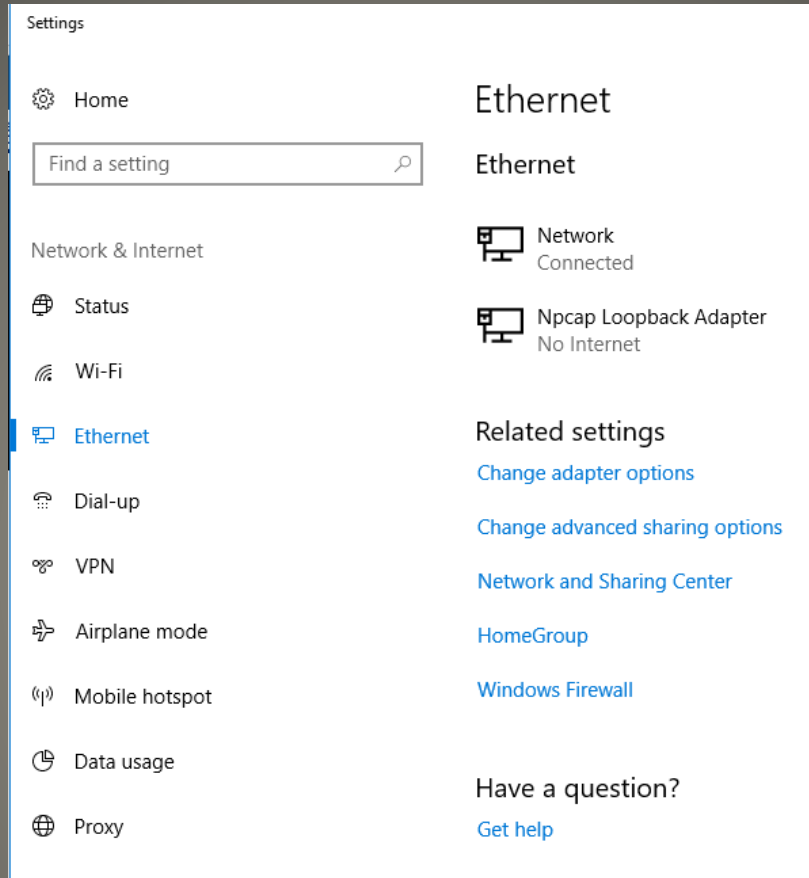 Settings
Home
Find a setting
Network & Internet
Status
Wi-Fi
Ethernet
Dial-up
VPN
Airplane mode
Mobile hotspot
Data usage
Proxy
Ethernet
Ethernet
Network
Connected
Npcap Loopback Adapter
No Internet
Related settings
Change adapter options
Change advanced sharing options
Network and Sharing Center
HomeGroup
Windows Firewall
Have a question?
Get help